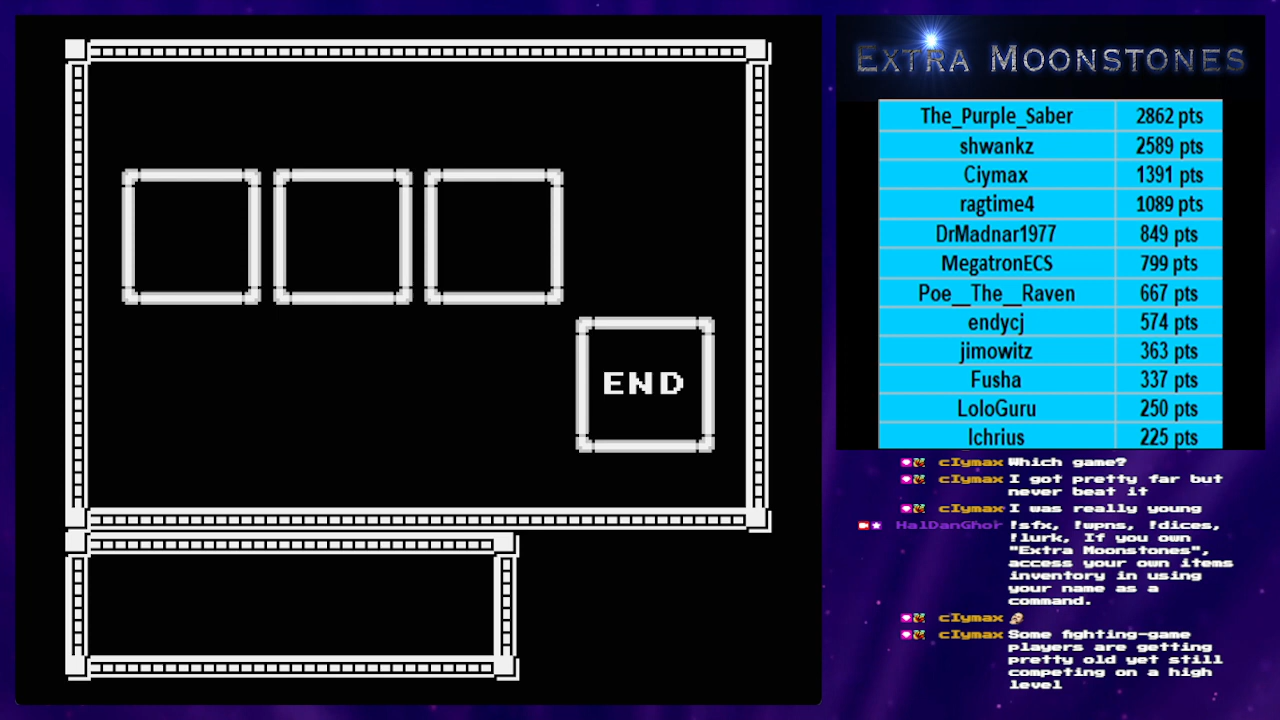 END
EXTRA MOONSTONES
The_Purple_Saber 2862 pts
shwankz 2589 pts
Ciymax 1391 pts
ragtime4 1089 pts
DrMadnar1977 849 pts
MegatronECS 799 pts
Poe__The__Raven 667 pts
endycj 574 pts
jimowitz 363 pts
Fusha 337 pts
LoloGuru 250 pts
Ichrius 225 pts
cIymax Which game?
cIymax I got pretty far but
never beat it
cIymax I was really young
HalDanGhor !sfx, !wpns, !dices,
!lurk, If you own
"Extra Moonstones",
access your own items
inventory in using
your name as a
command.
cIymax
cIymax Some fighting-game
players are getting
pretty old yet still
competing on a high
level